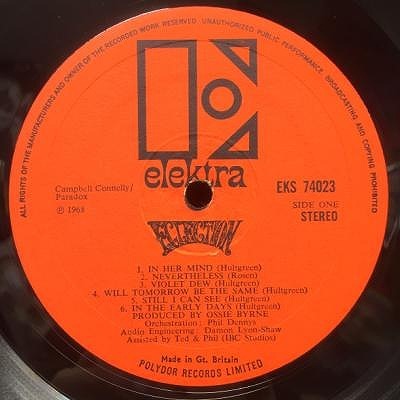 ALL RIGHTS OF THE MANUFACTURERS AND OWNER OF THE RECORDED WORK RESERVED. UNAUTHORISED PUBLIC PERFORMANCE, BROADCASTING AND COPYING PROHIBITED
elektra
Campbell Connelly/
Paradox
℗ 1968
EKS 74023
SIDE ONE
STEREO
ECLECTION
1. IN HER MIND (Hultgreen)
2. NEVERTHELESS (Rosen)
3. VIOLET DEW (Hultgreen)
4. WILL TOMORROW BE THE SAME (Hultgreen)
5. STILL I CAN SEE (Hultgreen)
6. IN THE EARLY DAYS (Hultgreen)
PRODUCED BY OSSIE BYRNE
Orchestration: Phil Dennys
Audio Engineering: Damon Lyon-Shaw
Assisted by Ted & Phil (IBC Studios)
Made in Gt. Britain
POLYDOR RECORDS LIMITED